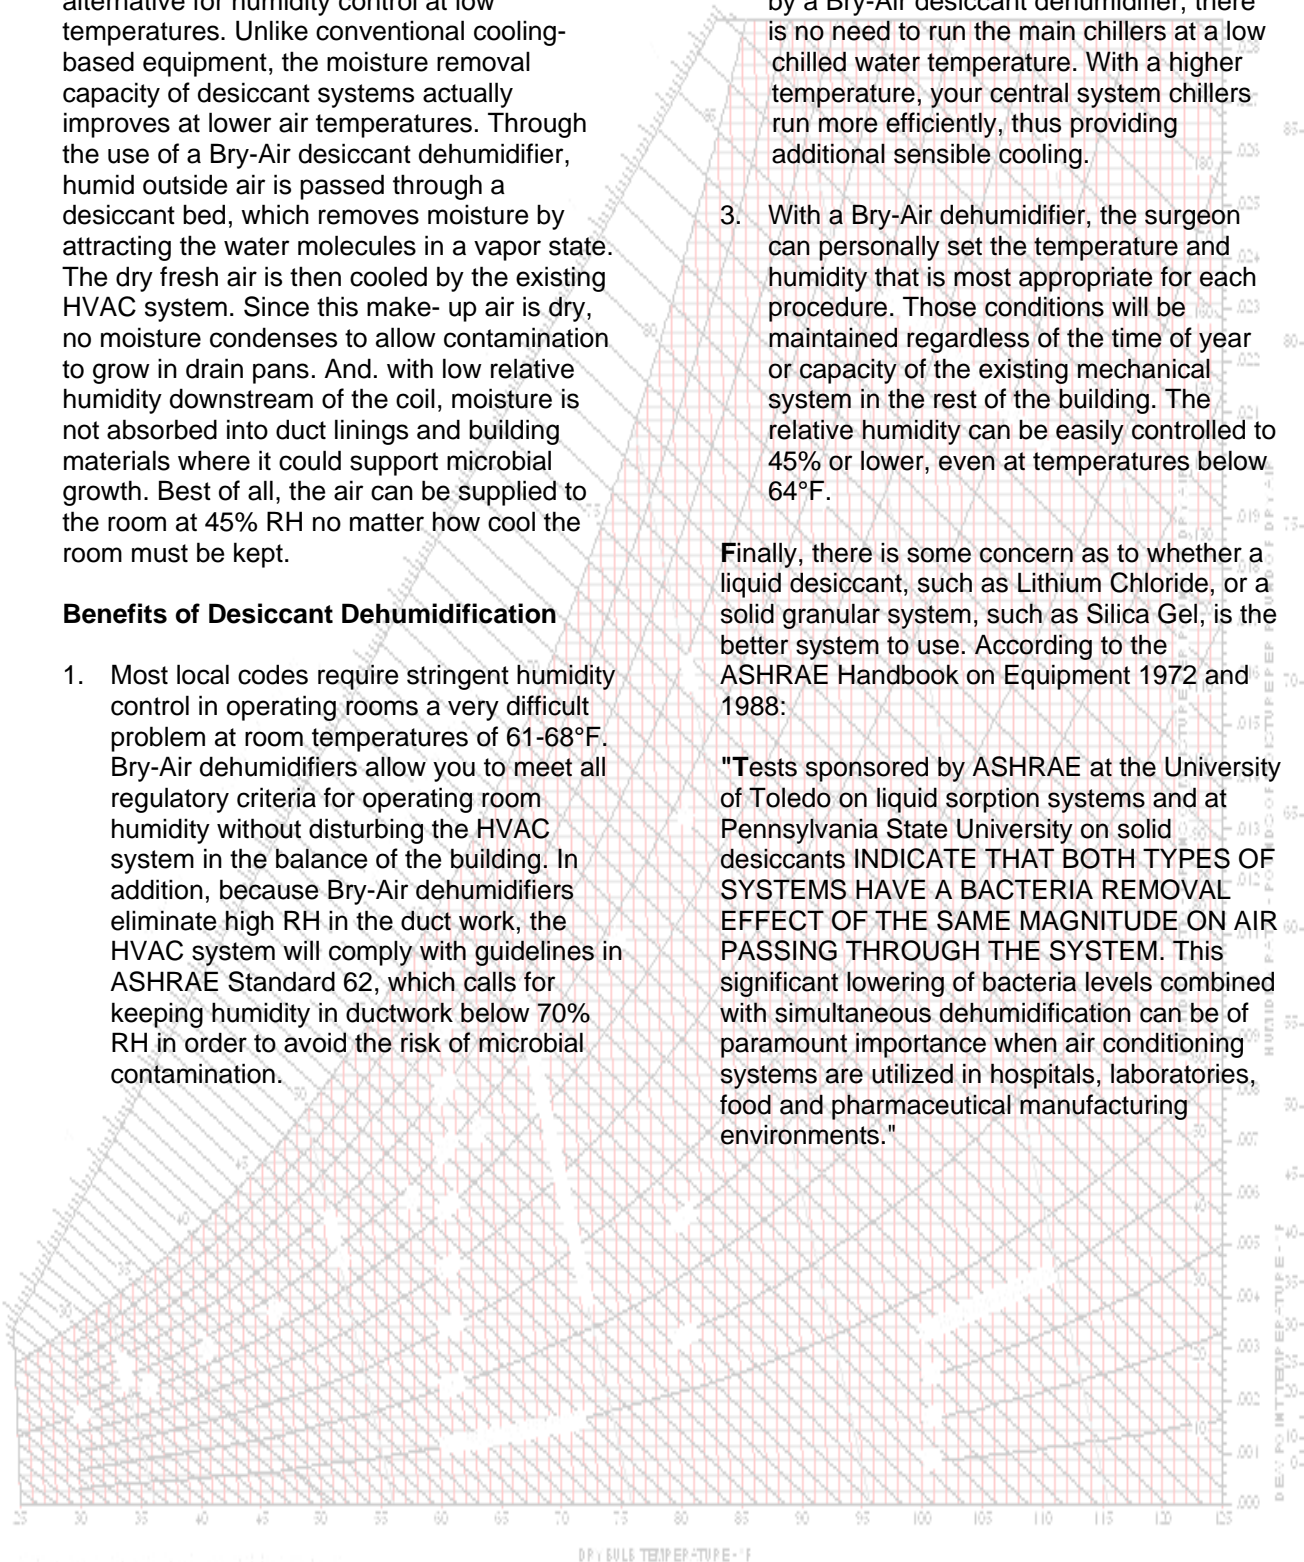 alternative for humidity control at low
temperatures. Unlike conventional cooling-
based equipment, the moisture removal
capacity of desiccant systems actually
improves at lower air temperatures. Through
the use of a Bry-Air desiccant dehumidifier,
humid outside air is passed through a
desiccant bed, which removes moisture by
attracting the water molecules in a vapor state.
The dry fresh air is then cooled by the existing
HVAC system. Since this make- up air is dry,
no moisture condenses to allow contamination
to grow in drain pans. And. with low relative
humidity downstream of the coil, moisture is
not absorbed into duct linings and building
materials where it could support microbial
growth. Best of all, the air can be supplied to
the room at 45% RH no matter how cool the
room must be kept.
Benefits of Desiccant Dehumidification
1. Most local codes require stringent humidity
control in operating rooms a very difficult
problem at room temperatures of 61-68°F.
Bry-Air dehumidifiers allow you to meet all
regulatory criteria for operating room
humidity without disturbing the HVAC
system in the balance of the building. In
addition, because Bry-Air dehumidifiers
eliminate high RH in the duct work, the
HVAC system will comply with guidelines in
ASHRAE Standard 62, which calls for
keeping humidity in ductwork below 70%
RH in order to avoid the risk of microbial
contamination.
by a Bry-Air desiccant dehumidifier, there
is no need to run the main chillers at a low
chilled water temperature. With a higher
temperature, your central system chillers
run more efficiently, thus providing
additional sensible cooling.
3. With a Bry-Air dehumidifier, the surgeon
can personally set the temperature and
humidity that is most appropriate for each
procedure. Those conditions will be
maintained regardless of the time of year
or capacity of the existing mechanical
system in the rest of the building. The
relative humidity can be easily controlled to
45% or lower, even at temperatures below
64°F.
Finally, there is some concern as to whether a
liquid desiccant, such as Lithium Chloride, or a
solid granular system, such as Silica Gel, is the
better system to use. According to the
ASHRAE Handbook on Equipment 1972 and
1988:
"Tests sponsored by ASHRAE at the University
of Toledo on liquid sorption systems and at
Pennsylvania State University on solid
desiccants INDICATE THAT BOTH TYPES OF
SYSTEMS HAVE A BACTERIA REMOVAL
EFFECT OF THE SAME MAGNITUDE ON AIR
PASSING THROUGH THE SYSTEM. This
significant lowering of bacteria levels combined
with simultaneous dehumidification can be of
paramount importance when air conditioning
systems are utilized in hospitals, laboratories,
food and pharmaceutical manufacturing
environments."
25 30 35 40 45 50 55 60 65 70 75 80 85 90 95 100 105 110 115 120 125
DRY BULB TEMPERATURE - °F